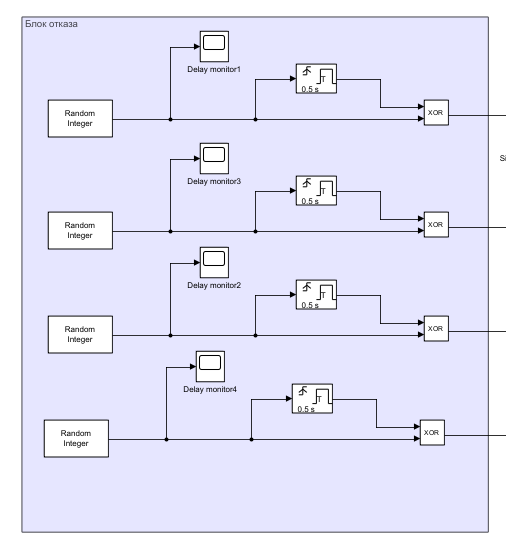 Блок отказа
Delay monitor1
T
0.5 s
Random
Integer
XOR
Si
Delay monitor3
T
0.5 s
Random
Integer
XOR
Delay monitor2
T
0.5 s
Random
Integer
XOR
Delay monitor4
T
0.5 s
Random
Integer
XOR